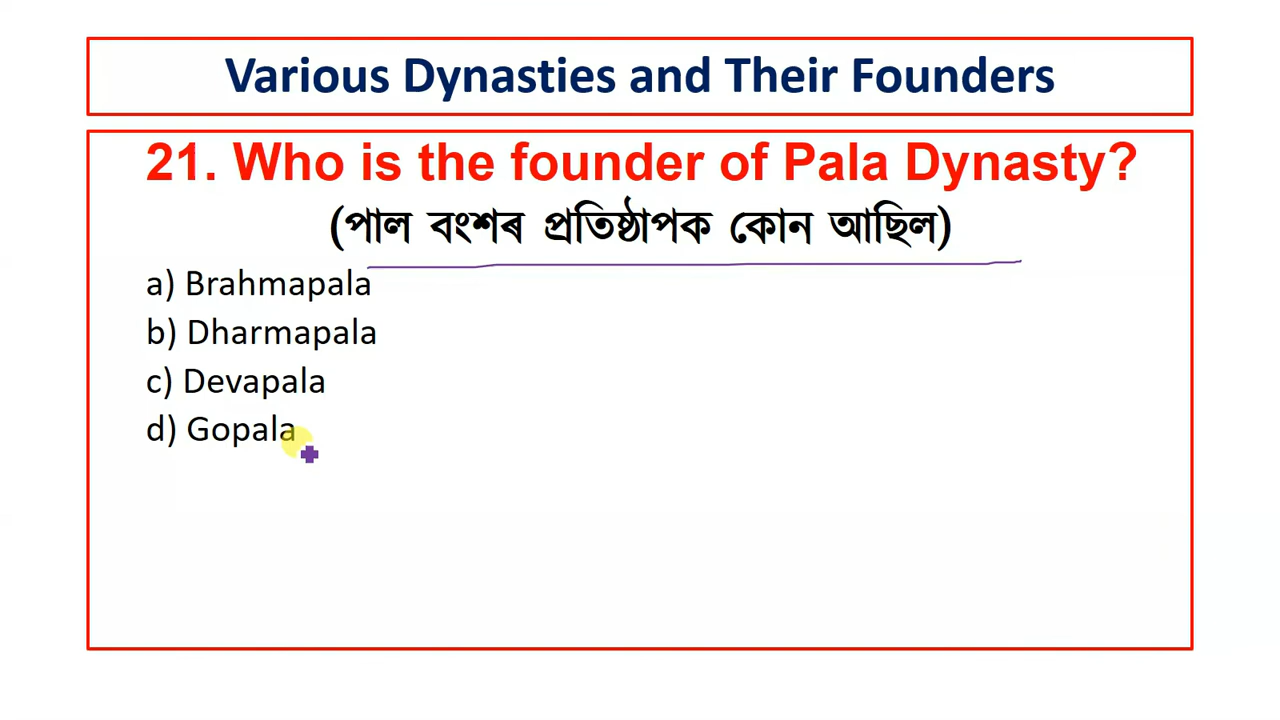 Various Dynasties and Their Founders
21. Who is the founder of Pala Dynasty?
(পাল বংশৰ প্ৰতিষ্ঠাপক কোন আছিল)
a) Brahmapala
b) Dharmapala
c) Devapala
d) Gopala